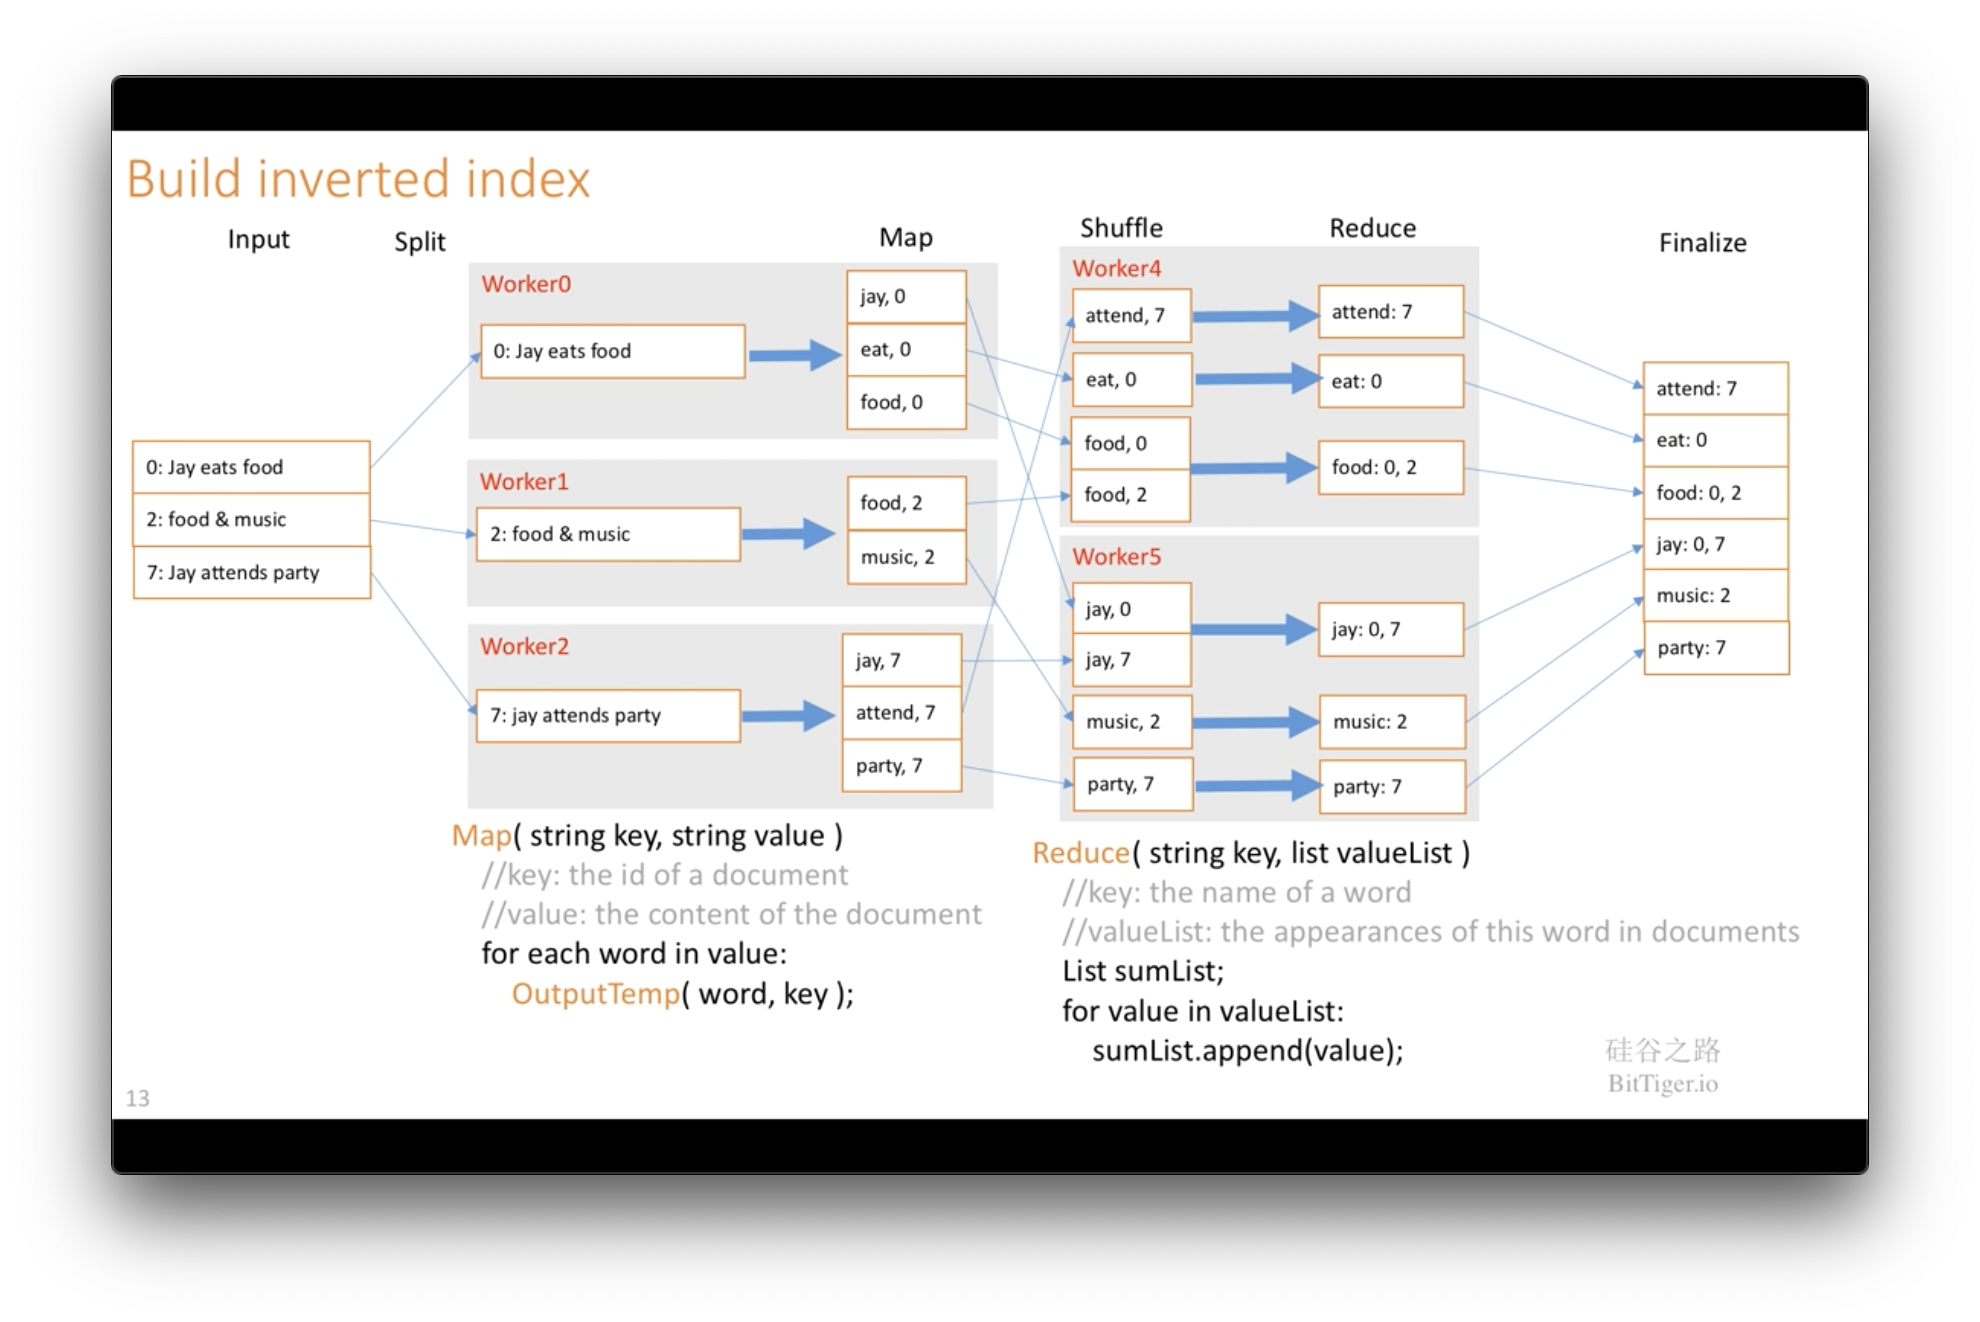 Build inverted index
Input
Split
Map
Shuffle
Reduce
Finalize
0: Jay eats food
2: food & music
7: Jay attends party
Worker0
0: Jay eats food
jay, 0
eat, 0
food, 0
Worker1
2: food & music
food, 2
music, 2
Worker2
7: jay attends party
jay, 7
attend, 7
party, 7
Worker4
attend, 7
eat, 0
food, 0
food, 2
attend: 7
eat: 0
food: 0, 2
Worker5
jay, 0
jay, 7
music, 2
party, 7
jay: 0, 7
music: 2
party: 7
attend: 7
eat: 0
food: 0, 2
jay: 0, 7
music: 2
party: 7
Map( string key, string value )
//key: the id of a document
//value: the content of the document
for each word in value:
OutputTemp( word, key );
Reduce( string key, list valueList )
//key: the name of a word
//valueList: the appearances of this word in documents
List sumList;
for value in valueList:
sumList.append(value);
硅谷之路
BitTiger.io
13